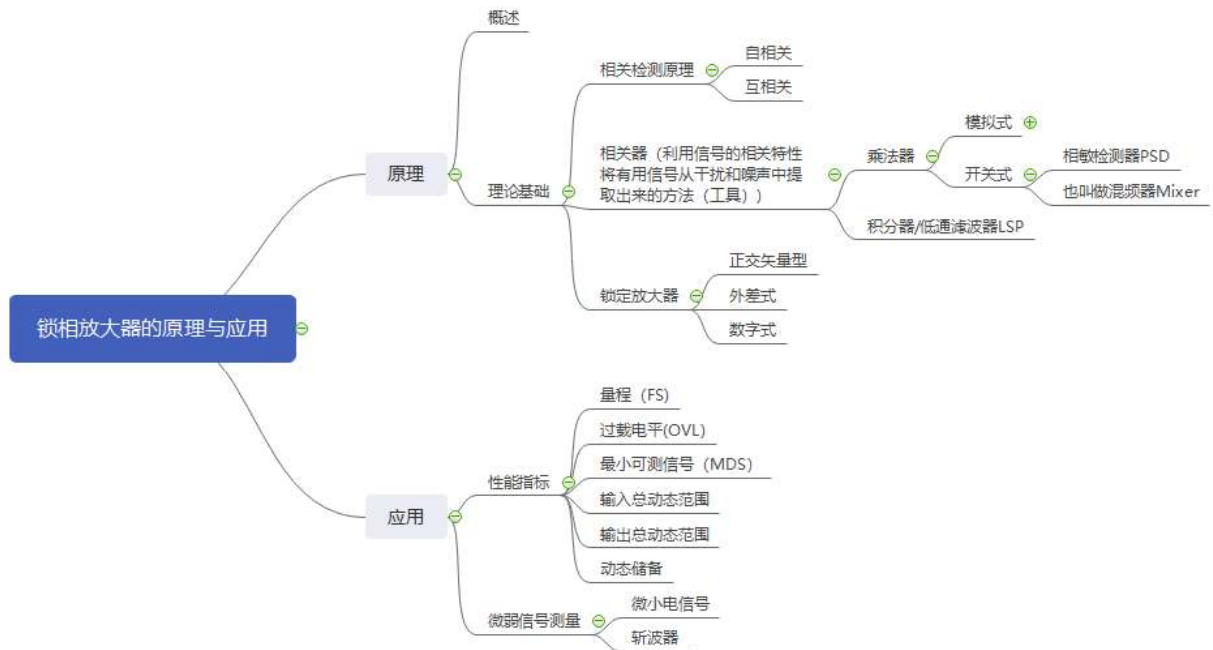 锁相放大器的原理与应用
原理
概述
理论基础
相关检测原理
自相关
互相关
相关器（利用信号的相关特性
将有用信号从干扰和噪声中提
取出来的方法（工具））
乘法器
模拟式
开关式
相敏检测器PSD
也叫做混频器Mixer
积分器/低通滤波器LSP
锁定放大器
正交矢量型
外差式
数字式
应用
性能指标
量程（FS)
过载电平(OVL)
最小可测信号（MDS）
输入总动态范围
输出总动态范围
动态储备
微弱信号测量
微小电信号
斩波器